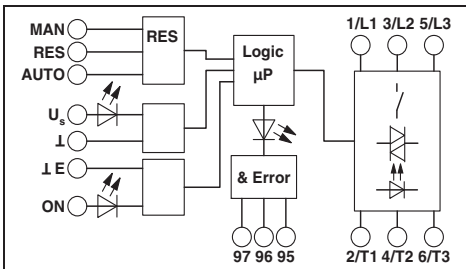 MAN
RES
AUTO
RES
Logic
µP
1/L1 3/L2 5/L3
U_s
⊥
⊥ E
ON
& Error
97 96 95
2/T1 4/T2 6/T3